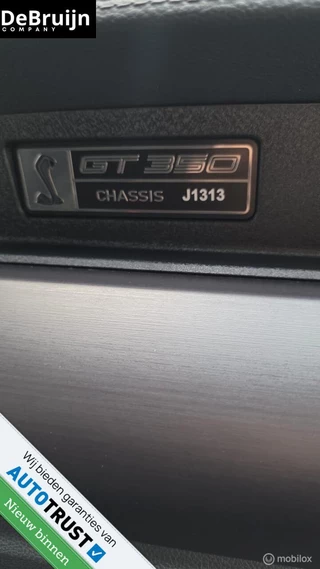 DeBruijn
COMPANY
GT350
CHASSIS J1313
Wij bieden garanties van
AUTOTRUST
Nieuw binnen
mobilox